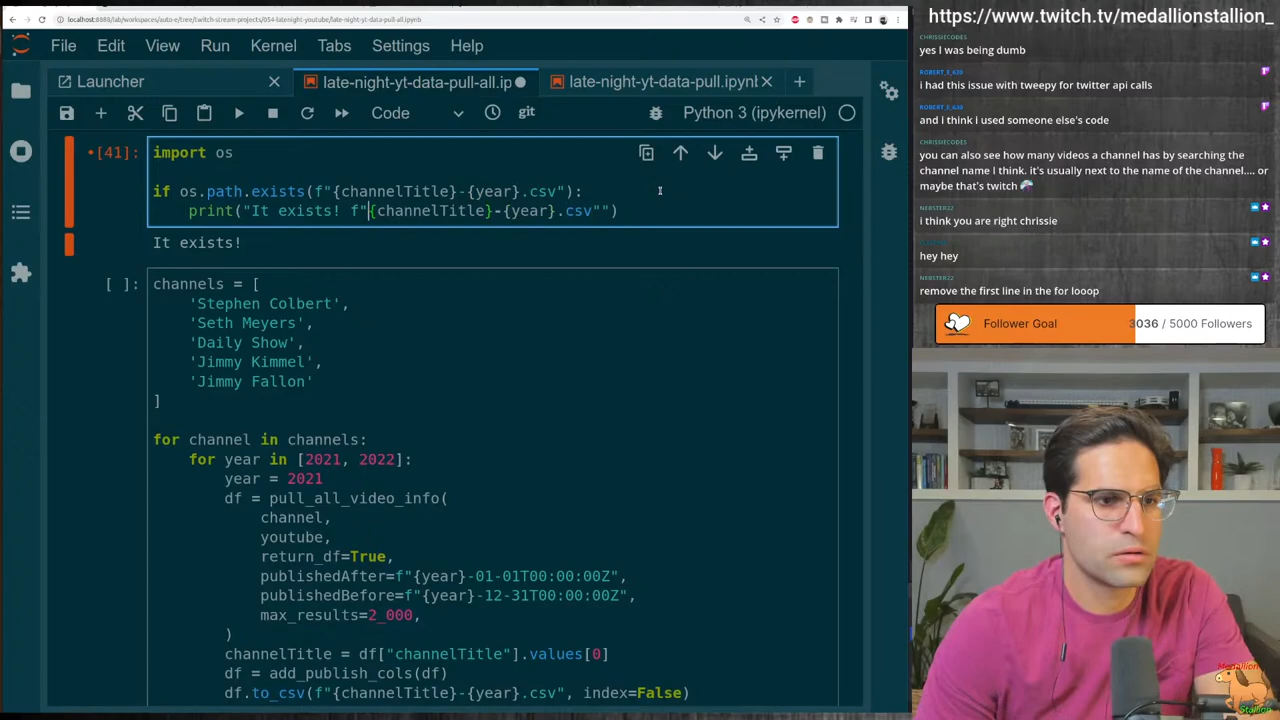 localhost:8888/lab/workspaces/auto-e/tree/twitch-stream-projects/054-latenight-youtube/late-night-yt-data-pull-all.ipynb
File Edit View Run Kernel Tabs Settings Help
Launcher
late-night-yt-data-pull-all.ip
late-night-yt-data-pull.ipynt
Code
git
Python 3 (ipykernel)
[41]:
import os
if os.path.exists(f"{channelTitle}-{year}.csv"):
print("It exists! f"{channelTitle}-{year}.csv"")
It exists!
[ ]:
channels = [
'Stephen Colbert',
'Seth Meyers',
'Daily Show',
'Jimmy Kimmel',
'Jimmy Fallon'
]
for channel in channels:
for year in [2021, 2022]:
year = 2021
df = pull_all_video_info(
channel,
youtube,
return_df=True,
publishedAfter=f"{year}-01-01T00:00:00Z",
publishedBefore=f"{year}-12-31T00:00:00Z",
max_results=2_000,
)
channelTitle = df["channelTitle"].values[0]
df = add_publish_cols(df)
df.to_csv(f"{channelTitle}-{year}.csv", index=False)
https://www.twitch.tv/medallionstallion_
CHRISSIECODES
yes I was being dumb
ROBERT_E_630
i had this issue with tweepy for twitter api calls
ROBERT_E_630
and i think i used someone else's code
CHRISSIECODES
you can also see how many videos a channel has by searching the
channel name I think. it's usually next to the name of the channel.... or
maybe that's twitch
NEBSTER22
i think you are right chrissie
hey hey
NEBSTER22
remove the first line in the for looop
Follower Goal
3036 / 5000 Followers
Medallion
Stallion